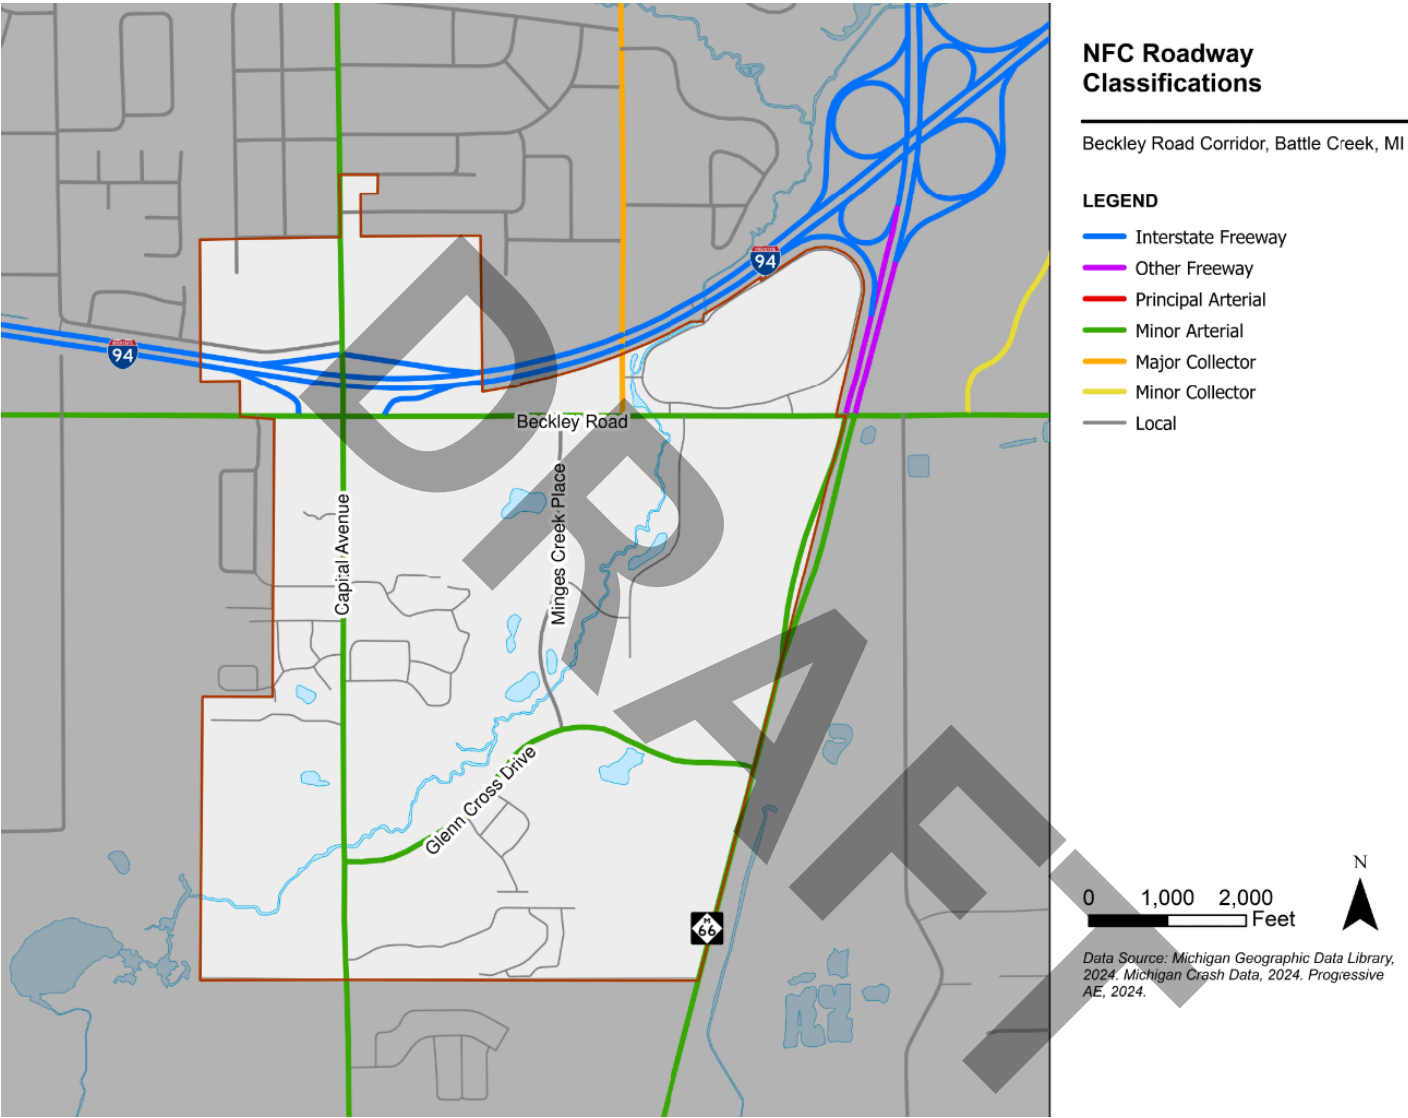 NFC Roadway
Classifications
Beckley Road Corridor, Battle Creek, MI
LEGEND
Interstate Freeway
Other Freeway
Principal Arterial
Minor Arterial
Major Collector
Minor Collector
Local
94
94
Beckley Road
Capital Avenue
Minges Creek Place
Glenn Cross Drive
M
66
DRAFT
N
0 1,000 2,000
Feet
Data Source: Michigan Geographic Data Library,
2024. Michigan Crash Data, 2024. Progressive
AE, 2024.